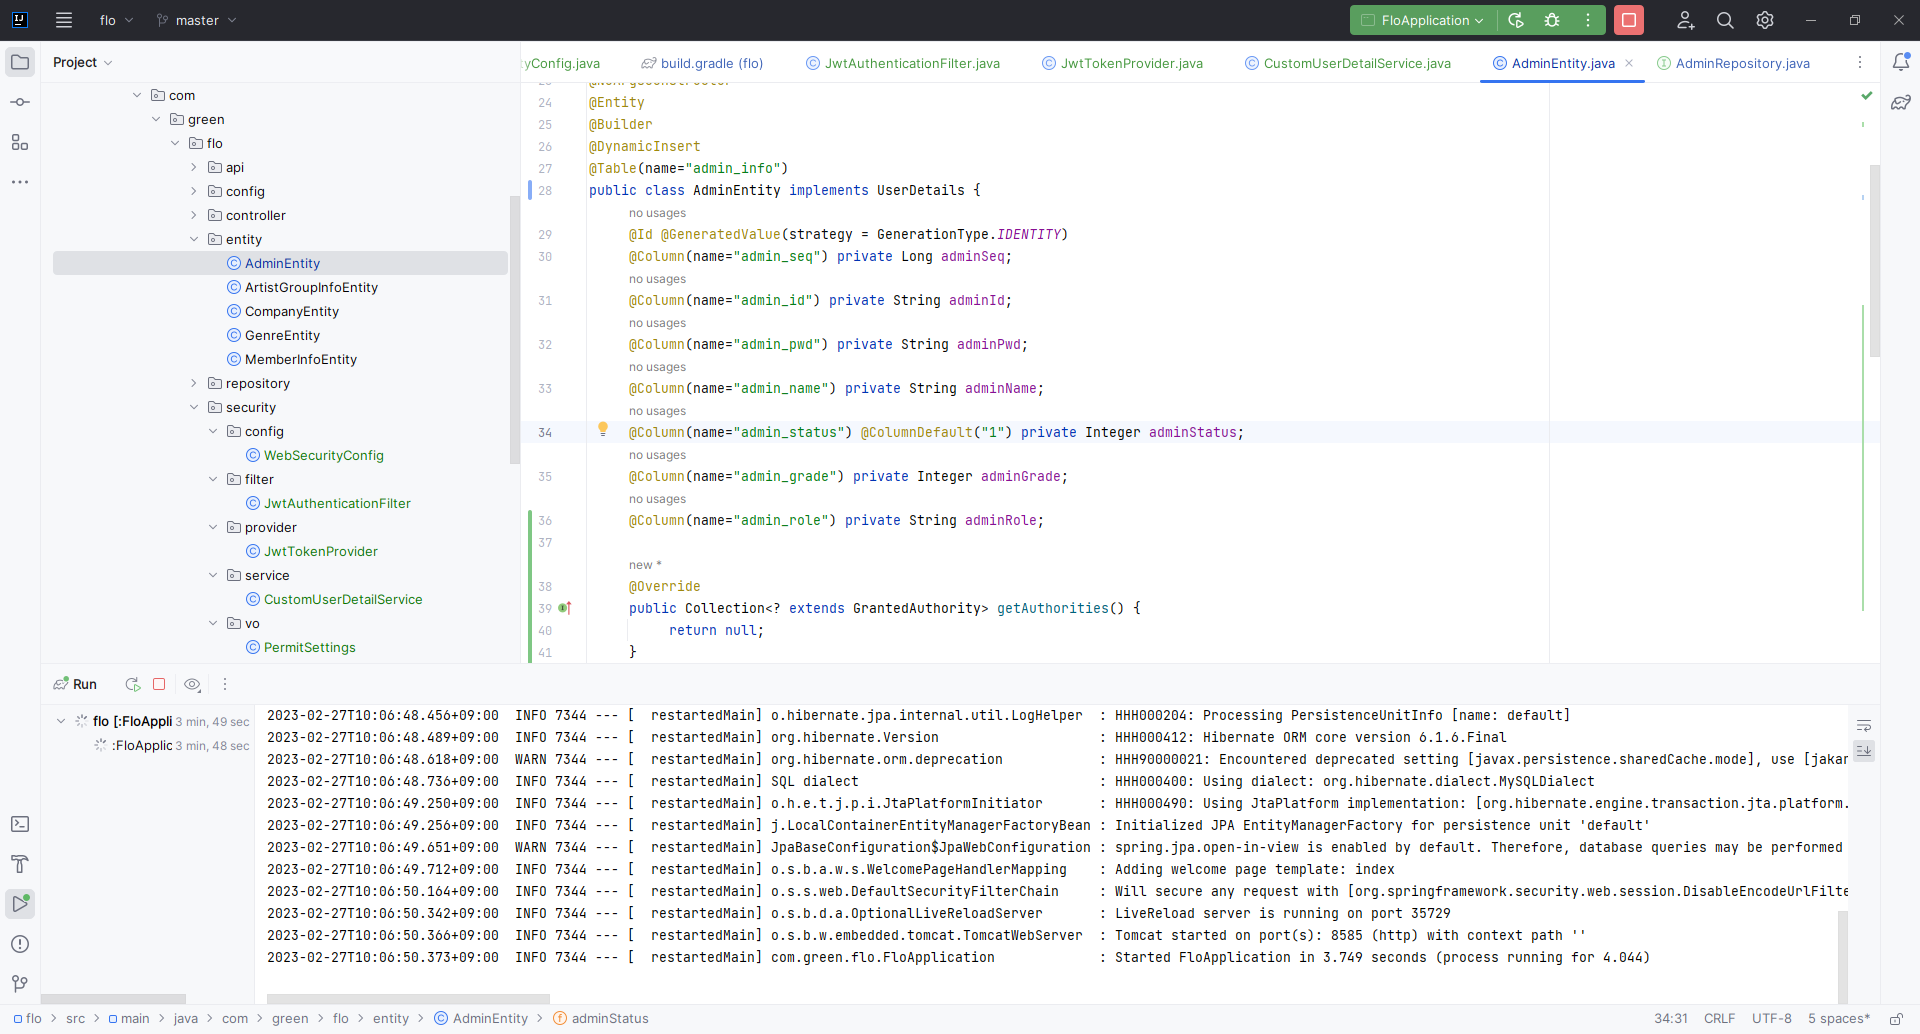 flo
master
FloApplication
Project
yConfig.java
build.gradle (flo)
JwtAuthenticationFilter.java
JwtTokenProvider.java
CustomUserDetailService.java
AdminEntity.java
AdminRepository.java
com
green
flo
api
config
controller
entity
AdminEntity
ArtistGroupInfoEntity
CompanyEntity
GenreEntity
MemberInfoEntity
repository
security
config
WebSecurityConfig
filter
JwtAuthenticationFilter
provider
JwtTokenProvider
service
CustomUserDetailService
vo
PermitSettings
24 @Entity
25 @Builder
26 @DynamicInsert
27 @Table(name="admin_info")
28 public class AdminEntity implements UserDetails {
no usages
29 @Id @GeneratedValue(strategy = GenerationType.IDENTITY)
30 @Column(name="admin_seq") private Long adminSeq;
no usages
31 @Column(name="admin_id") private String adminId;
no usages
32 @Column(name="admin_pwd") private String adminPwd;
no usages
33 @Column(name="admin_name") private String adminName;
no usages
34 @Column(name="admin_status") @ColumnDefault("1") private Integer adminStatus;
no usages
35 @Column(name="admin_grade") private Integer adminGrade;
no usages
36 @Column(name="admin_role") private String adminRole;
37
new *
38 @Override
39 public Collection<? extends GrantedAuthority> getAuthorities() {
40 return null;
41 }
Run
flo [:FloAppli 3 min, 49 sec
:FloApplic 3 min, 48 sec
2023-02-27T10:06:48.456+09:00  INFO 7344 --- [  restartedMain] o.hibernate.jpa.internal.util.LogHelper  : HHH000204: Processing PersistenceUnitInfo [name: default]
2023-02-27T10:06:48.489+09:00  INFO 7344 --- [  restartedMain] org.hibernate.Version                    : HHH000412: Hibernate ORM core version 6.1.6.Final
2023-02-27T10:06:48.618+09:00  WARN 7344 --- [  restartedMain] org.hibernate.orm.deprecation            : HHH90000021: Encountered deprecated setting [javax.persistence.sharedCache.mode], use [jakar
2023-02-27T10:06:48.736+09:00  INFO 7344 --- [  restartedMain] SQL dialect                              : HHH000400: Using dialect: org.hibernate.dialect.MySQLDialect
2023-02-27T10:06:49.250+09:00  INFO 7344 --- [  restartedMain] o.h.e.t.j.p.i.JtaPlatformInitiator       : HHH000490: Using JtaPlatform implementation: [org.hibernate.engine.transaction.jta.platform.
2023-02-27T10:06:49.256+09:00  INFO 7344 --- [  restartedMain] j.LocalContainerEntityManagerFactoryBean : Initialized JPA EntityManagerFactory for persistence unit 'default'
2023-02-27T10:06:49.651+09:00  WARN 7344 --- [  restartedMain] JpaBaseConfiguration$JpaWebConfiguration : spring.jpa.open-in-view is enabled by default. Therefore, database queries may be performed
2023-02-27T10:06:49.712+09:00  INFO 7344 --- [  restartedMain] o.s.b.a.w.s.WelcomePageHandlerMapping    : Adding welcome page template: index
2023-02-27T10:06:50.164+09:00  INFO 7344 --- [  restartedMain] o.s.s.web.DefaultSecurityFilterChain     : Will secure any request with [org.springframework.security.web.session.DisableEncodeUrlFilte
2023-02-27T10:06:50.342+09:00  INFO 7344 --- [  restartedMain] o.s.b.d.a.OptionalLiveReloadServer       : LiveReload server is running on port 35729
2023-02-27T10:06:50.366+09:00  INFO 7344 --- [  restartedMain] o.s.b.w.embedded.tomcat.TomcatWebServer  : Tomcat started on port(s): 8585 (http) with context path ''
2023-02-27T10:06:50.373+09:00  INFO 7344 --- [  restartedMain] com.green.flo.FloApplication             : Started FloApplication in 3.749 seconds (process running for 4.044)
flo > src > main > java > com > green > flo > entity > AdminEntity > adminStatus
34:31 CRLF UTF-8 5 spaces*